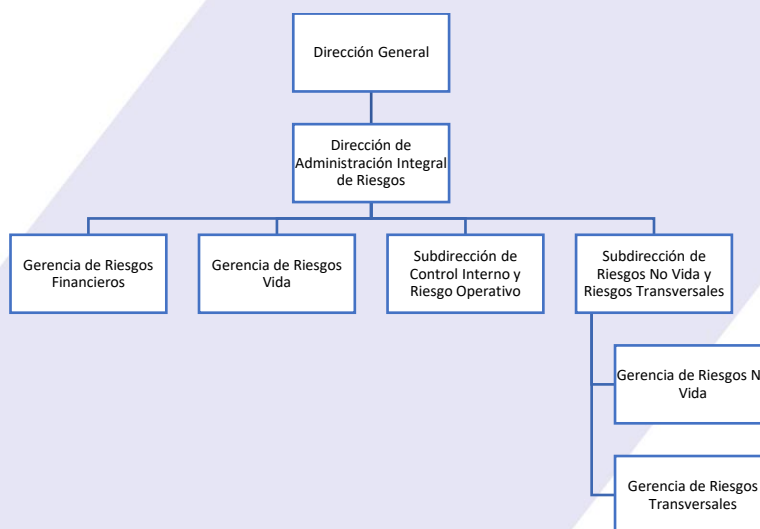 Dirección General
Dirección de
Administración Integral
de Riesgos
Gerencia de Riesgos
Financieros
Gerencia de Riesgos
Vida
Subdirección de
Control Interno y
Riesgo Operativo
Subdirección de
Riesgos No Vida y
Riesgos Transversales
Gerencia de Riesgos N
Vida
Gerencia de Riesgos
Transversales